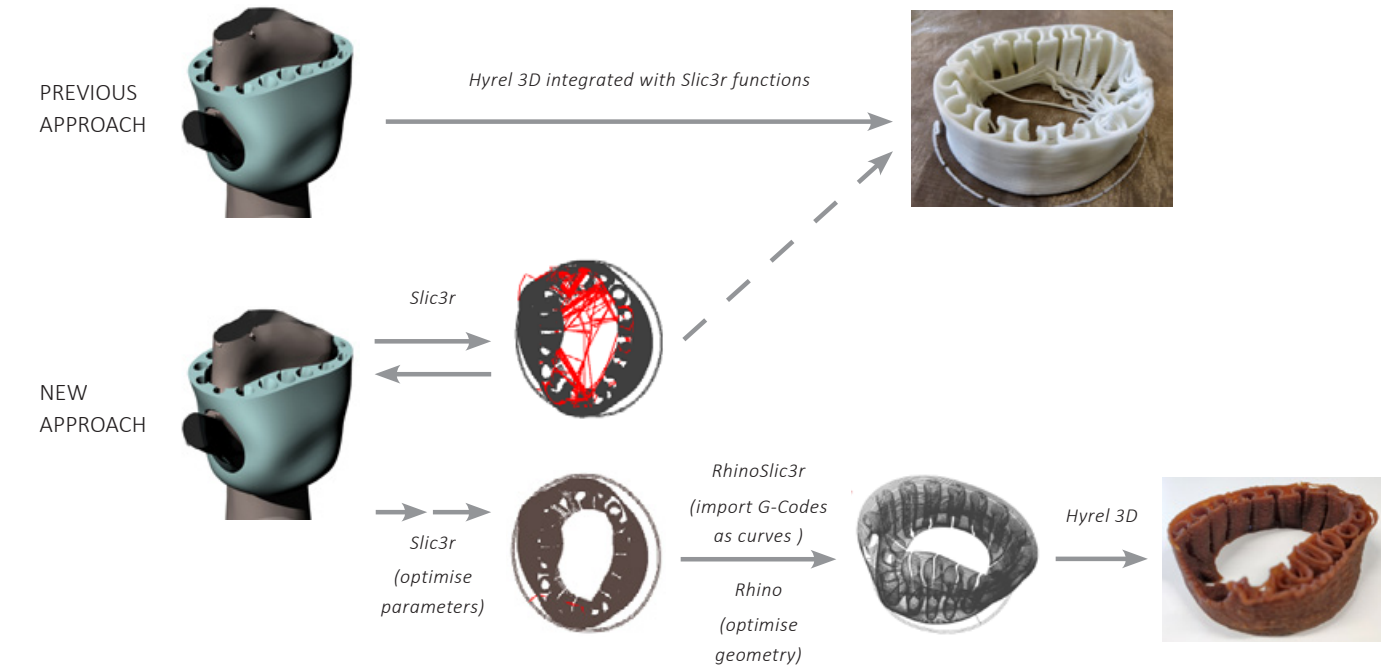 PREVIOUS
APPROACH
Hyrel 3D integrated with Slic3r functions
Slic3r
NEW
APPROACH
Slic3r
(optimise
parameters)
RhinoSlic3r
(import G-Codes
as curves )
Rhino
(optimise
geometry)
Hyrel 3D